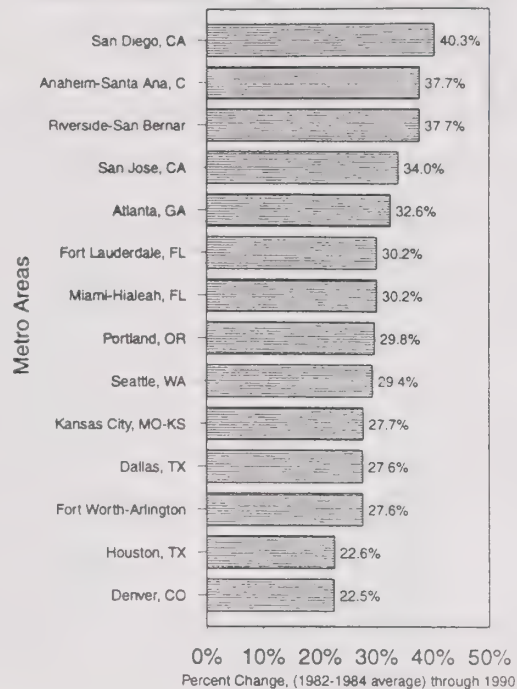 San Diego, CA 40.3%
Anaheim-Santa Ana, C 37.7%
Riverside-San Bernar 37.7%
San Jose, CA 34.0%
Atlanta, GA 32.6%
Fort Lauderdale, FL 30.2%
Miami-Hialeah, FL 30.2%
Portland, OR 29.8%
Seattle, WA 29.4%
Kansas City, MO-KS 27.7%
Dallas, TX 27.6%
Fort Worth-Arlington 27.6%
Houston, TX 22.6%
Denver, CO 22.5%
Metro Areas
0% 10% 20% 30% 40% 50%
Percent Change, (1982-1984 average) through 1990